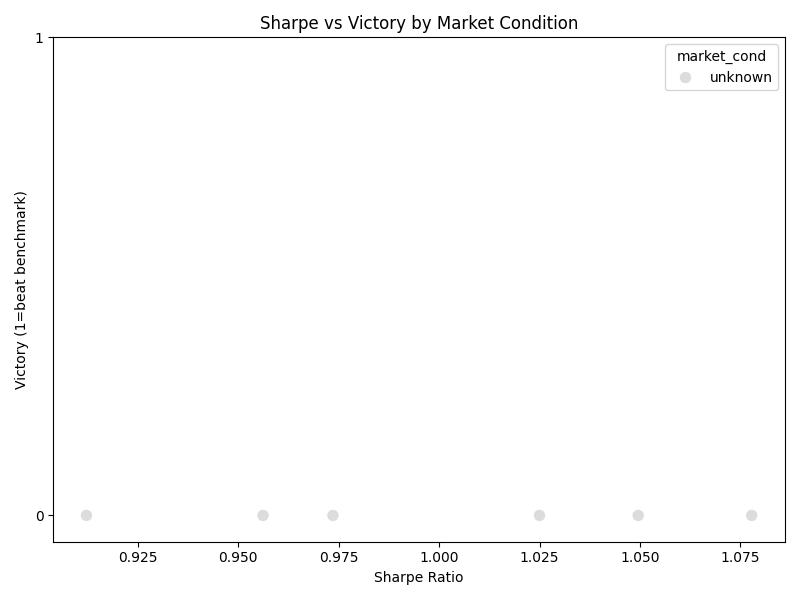 Sharpe vs Victory by Market Condition
1
market_cond
unknown
Victory (1=beat benchmark)
0
0.925 0.950 0.975 1.000 1.025 1.050 1.075
Sharpe Ratio